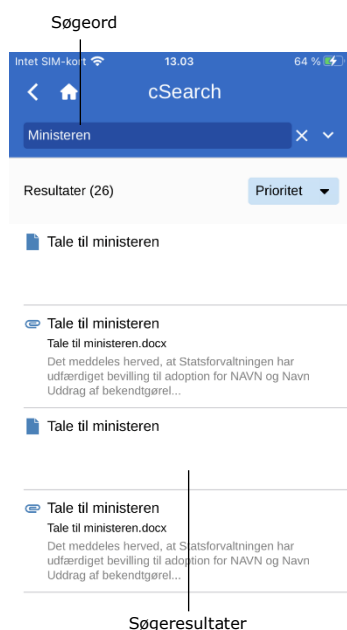 Søgeord
Intet SIM-kort 13.03 64 %
cSearch
Ministeren
Resultater (26) Prioritet
Tale til ministeren
Tale til ministeren
Tale til ministeren.docx
Det meddeles herved, at Statsforvaltningen har
udfærdiget bevilling til adoption for NAVN og Navn
Uddrag af bekendtgørel...
Tale til ministeren
Tale til ministeren
Tale til ministeren.docx
Det meddeles herved, at Statsforvaltningen har
udfærdiget bevilling til adoption for NAVN og Navn
Uddrag af bekendtgørel...
Søgeresultater